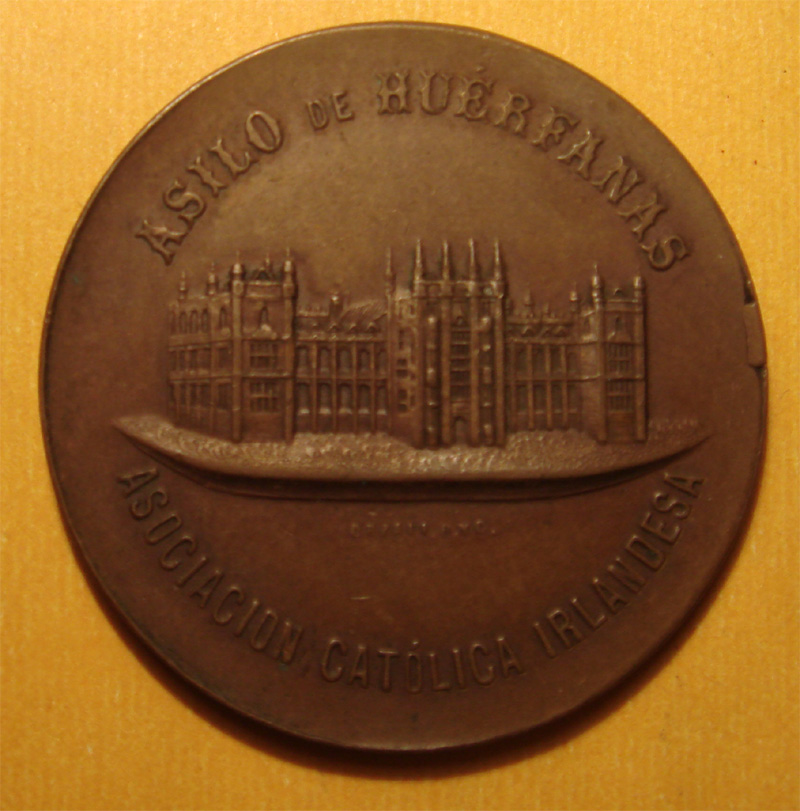 ASILO DE HUÉRFANAS
ASOCIACION CATÓLICA IRLANDESA